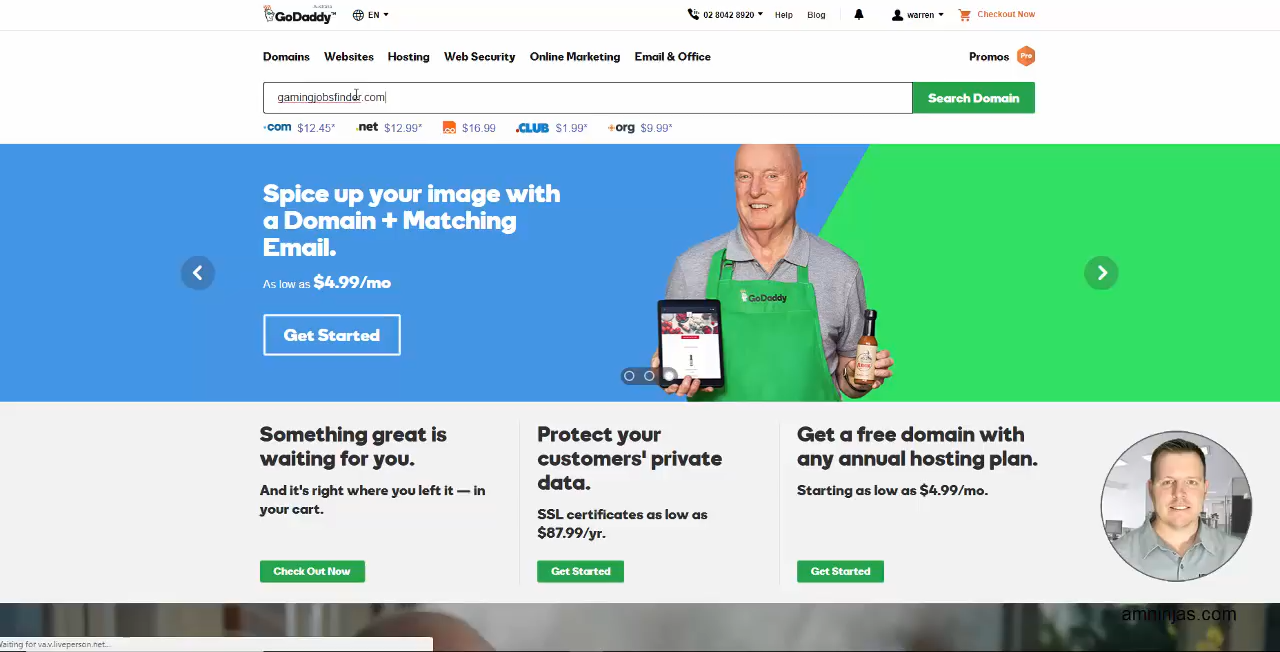 Australia
GoDaddy™ EN 02 8042 8920 Help Blog warren Checkout Now
Domains Websites Hosting Web Security Online Marketing Email & Office Promos Pro
gamingjobsfinder.com Search Domain
.com $12.45* .net $12.99* .co $16.99 .CLUB $1.99* .org $9.99*
Spice up your image with
a Domain + Matching
Email.
As low as $4.99/mo
Get Started
GoDaddy
Something great is
waiting for you.
And it's right where you left it — in
your cart.
Check Out Now
Protect your
customers' private
data.
SSL certificates as low as
$87.99/yr.
Get Started
Get a free domain with
any annual hosting plan.
Starting as low as $4.99/mo.
Get Started
amninjas.com
Waiting for va.v.liveperson.net...